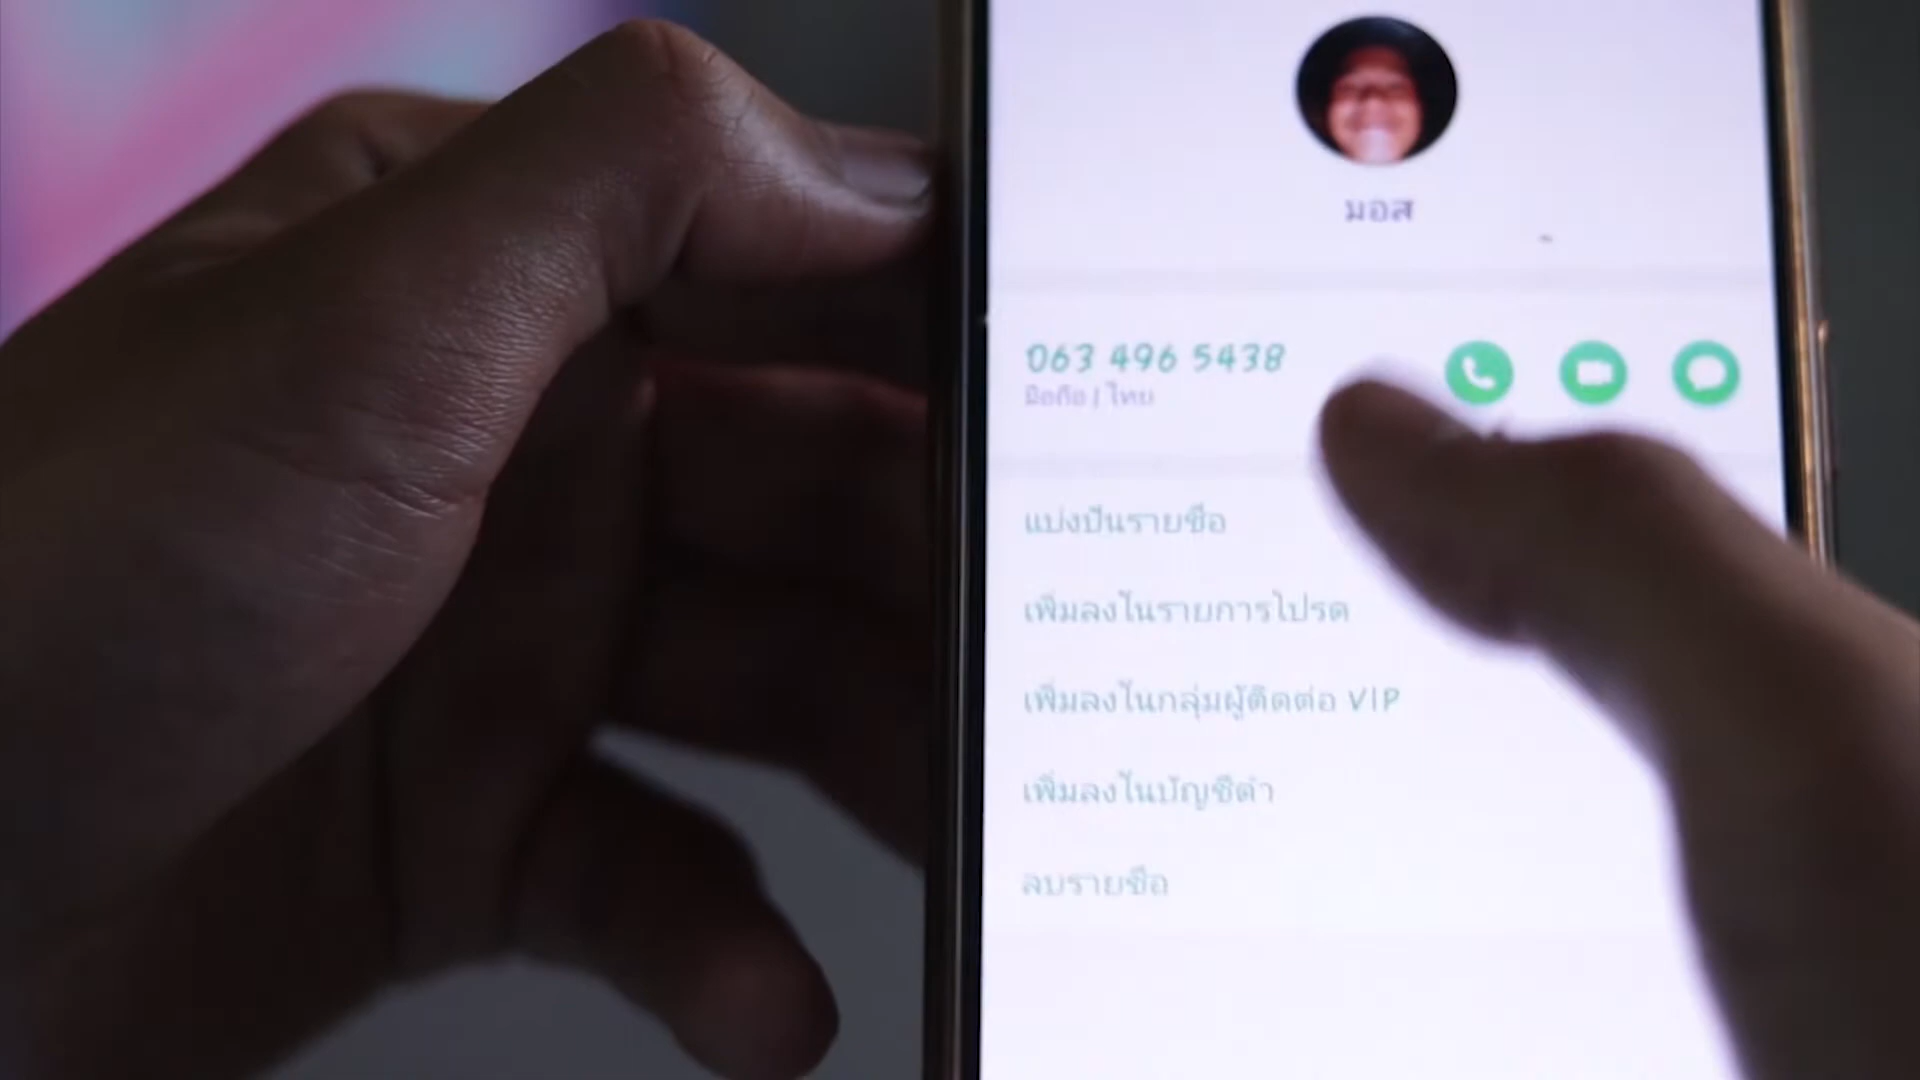 มอส
063 496 5438
มือถือ | ไทย
แบ่งปันรายชื่อ
เพิ่มลงในรายการโปรด
เพิ่มลงในกลุ่มผู้ติดต่อ VIP
เพิ่มลงในบัญชีดำ
ลบรายชื่อ